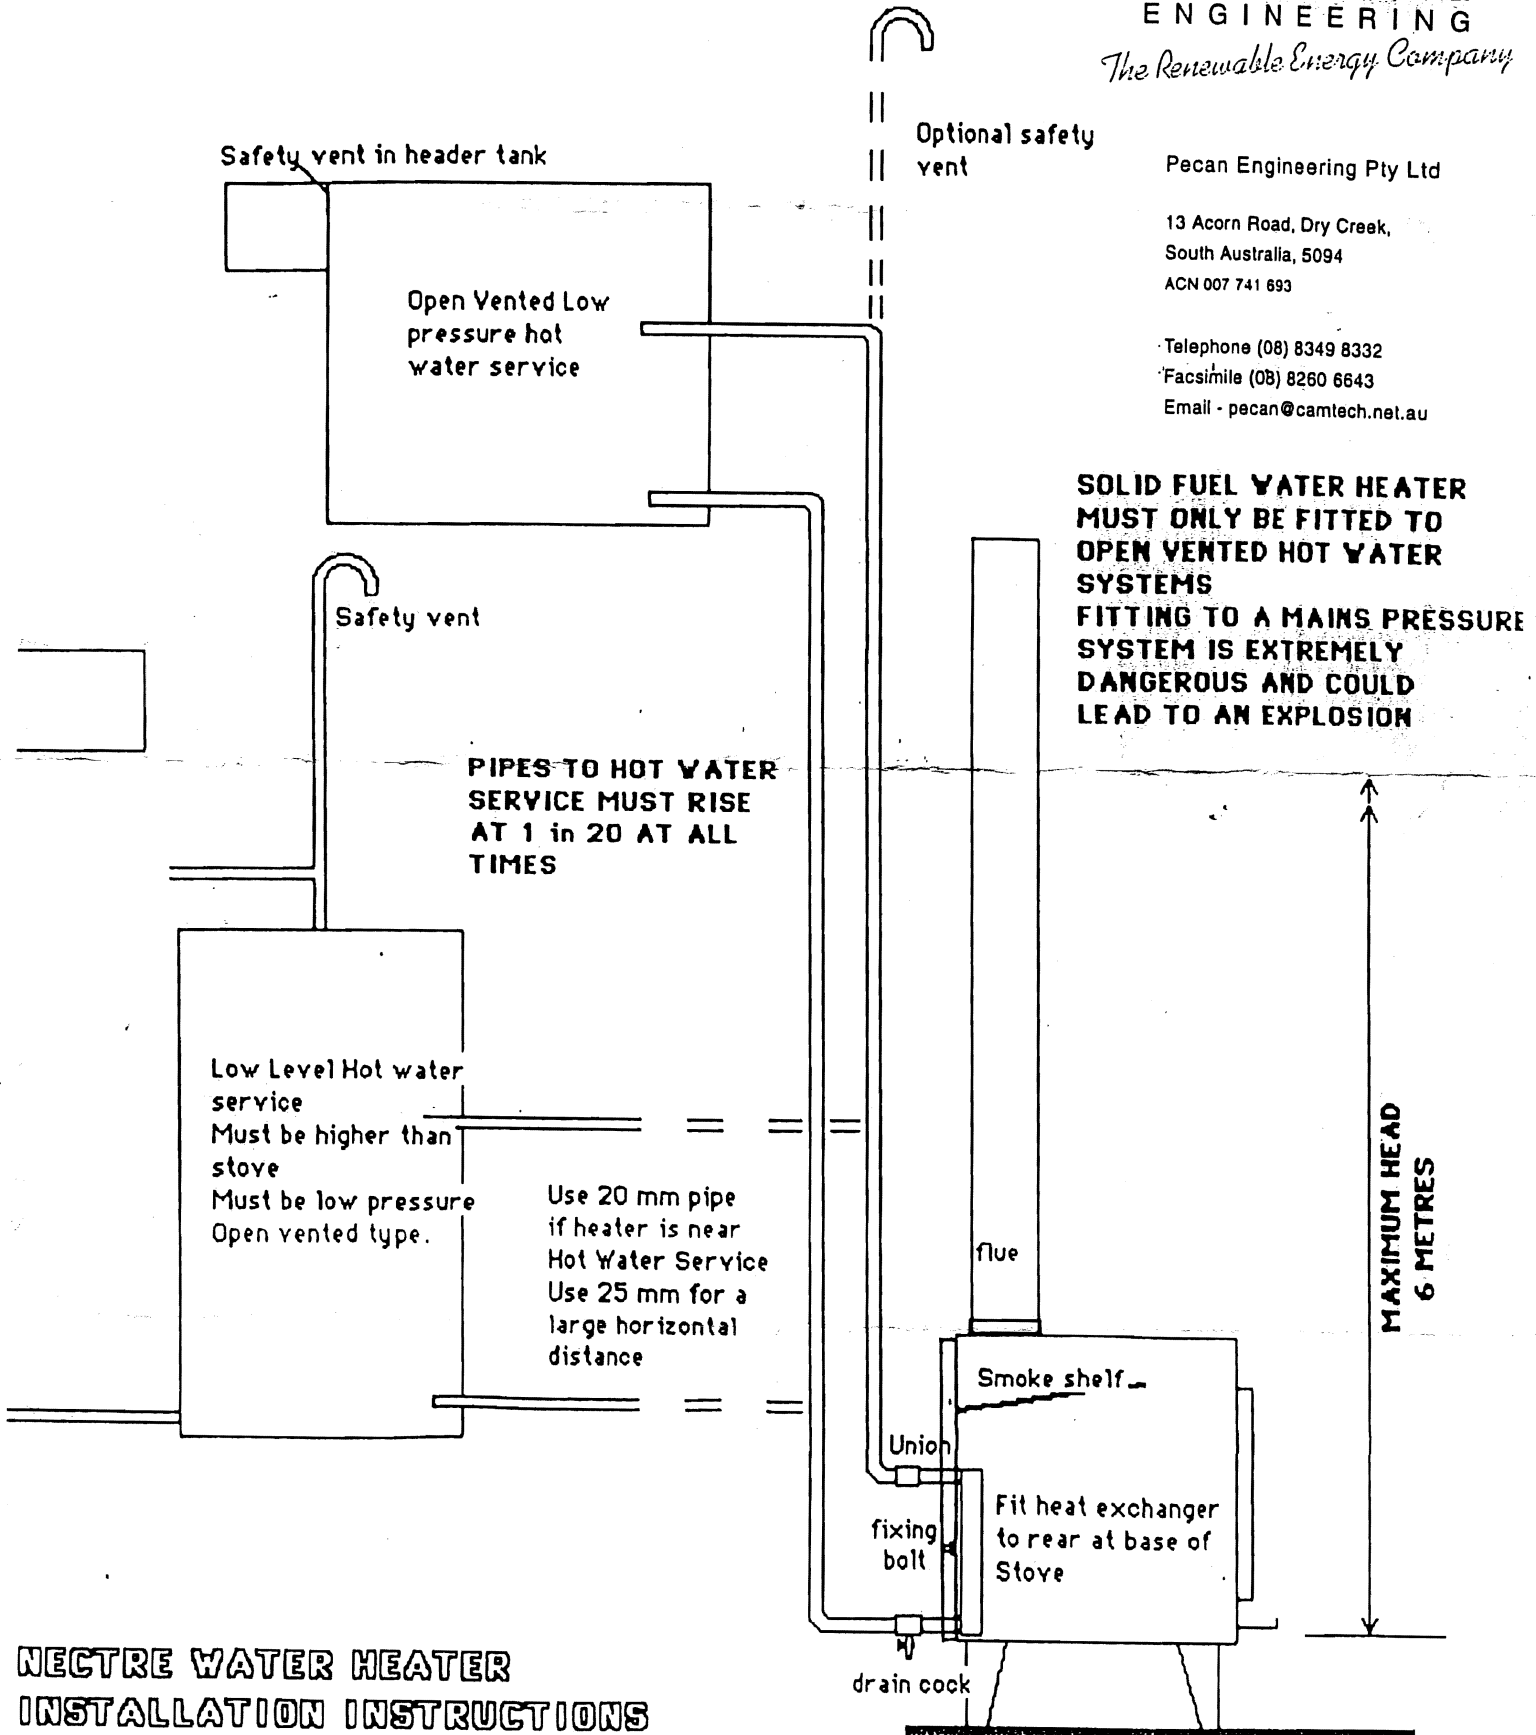 ENGINEERING
The Renewable Energy Company
Pecan Engineering Pty Ltd
13 Acorn Road, Dry Creek,
South Australia, 5094
ACN 007 741 693
Telephone (08) 8349 8332
Facsimile (08) 8260 6643
Email - pecan@camtech.net.au
Optional safety
vent
Safety vent in header tank
Open Vented Low
pressure hot
water service
SOLID FUEL WATER HEATER
MUST ONLY BE FITTED TO
OPEN VENTED HOT WATER
SYSTEMS
FITTING TO A MAINS PRESSURE
SYSTEM IS EXTREMELY
DANGEROUS AND COULD
LEAD TO AN EXPLOSION
Safety vent
PIPES TO HOT WATER
SERVICE MUST RISE
AT 1 in 20 AT ALL
TIMES
Low Level Hot water
service
Must be higher than
stove
Must be low pressure
Open vented type.
Use 20 mm pipe
if heater is near
Hot Water Service
Use 25 mm for a
large horizontal
distance
flue
MAXIMUM HEAD
6 METRES
Smoke shelf
Union
Fit heat exchanger
to rear at base of
Stove
fixing
bolt
drain cock
NECTRE WATER HEATER
INSTALLATION INSTRUCTIONS